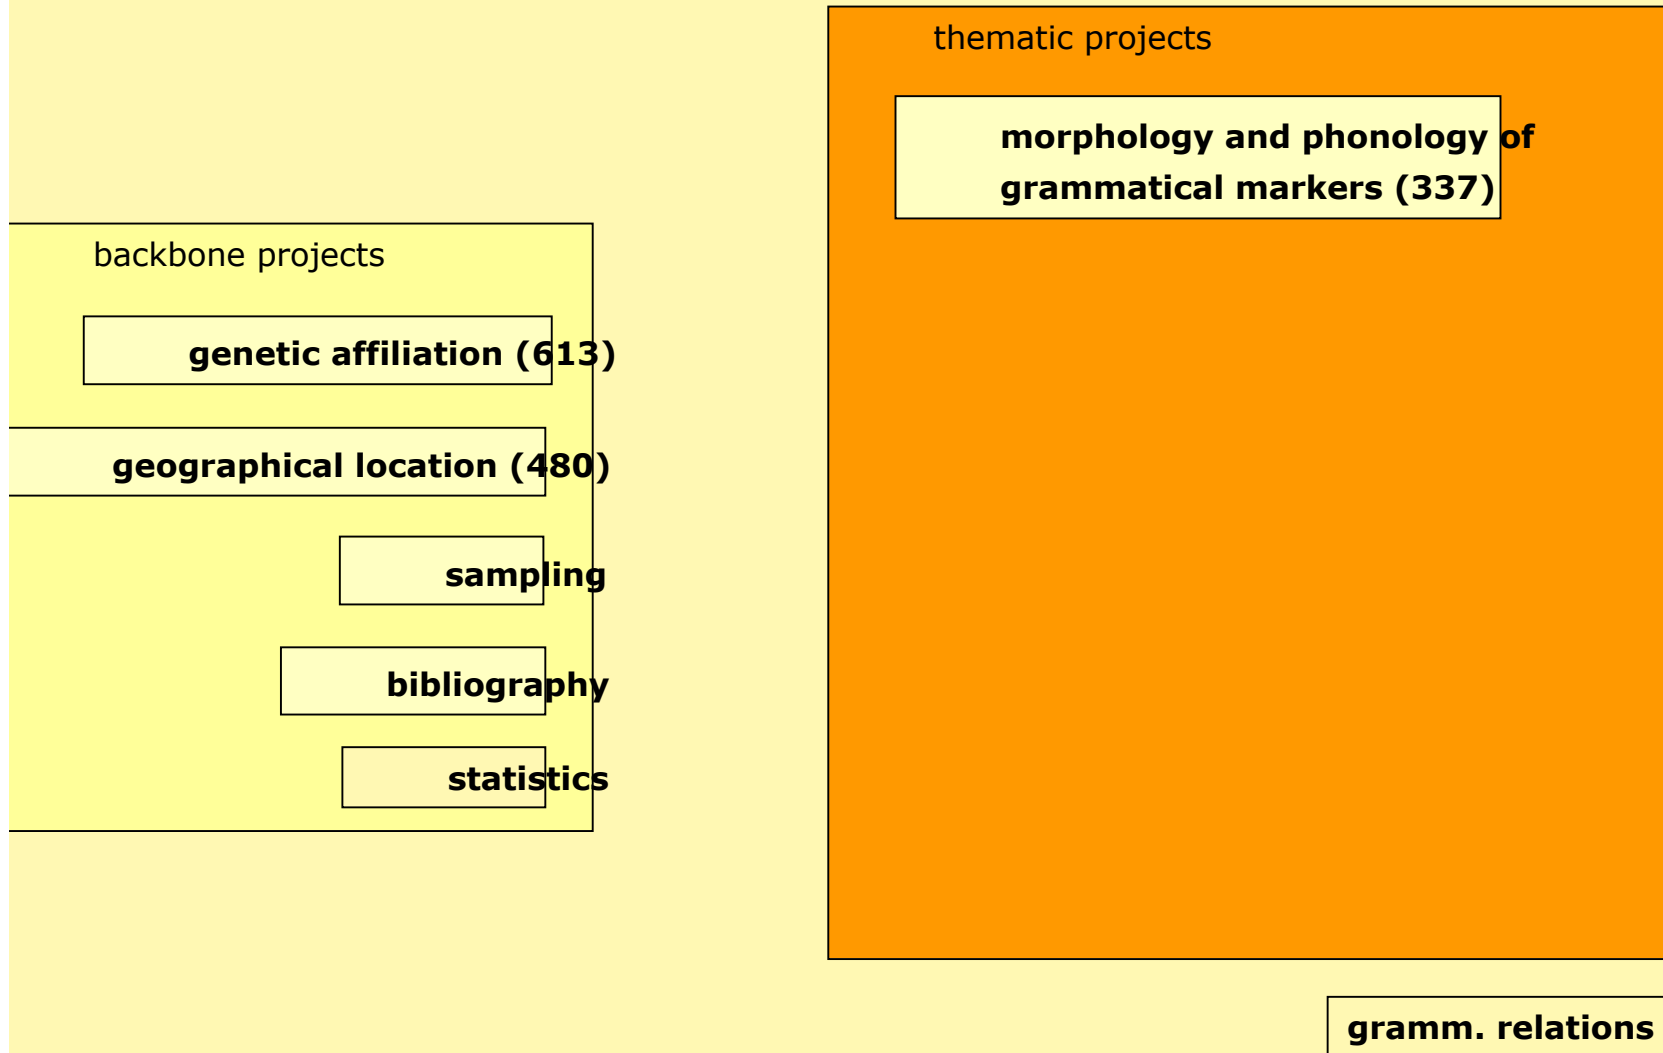 thematic projects
morphology and phonology of
grammatical markers (337)
backbone projects
genetic affiliation (613)
geographical location (480)
sampling
bibliography
statistics
gramm. relations